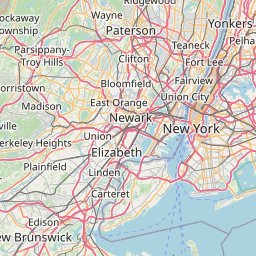 Ridgewood
ockaway
ownship
Wayne
Paterson
Yonkers
Teaneck
Pelha
Parsippany-
Troy Hills
Clifton
Fort Lee
Bloomfield
Fairview
orristown
Madison
East Orange
Union City
Newark
New York
Union
erkeley Heights
Elizabeth
Plainfield
Linden
Carteret
Edison
ew Brunswick